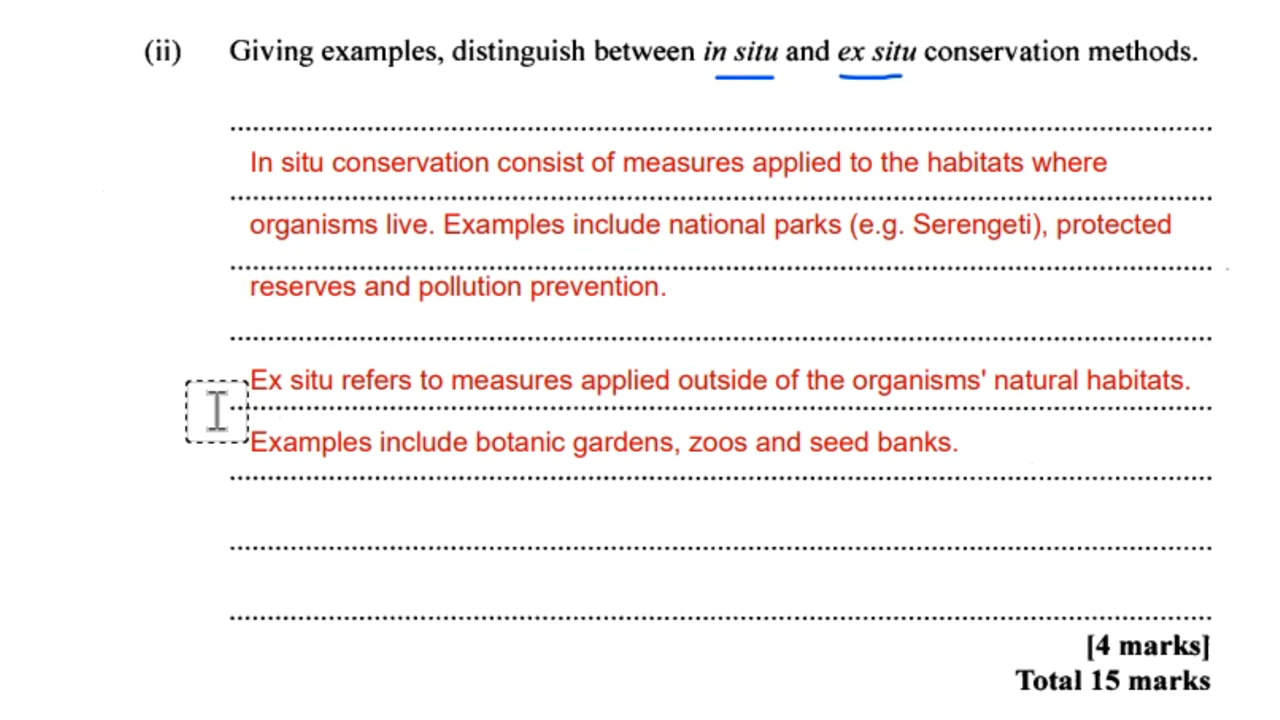 (ii) Giving examples, distinguish between in situ and ex situ conservation methods.
In situ conservation consist of measures applied to the habitats where
organisms live. Examples include national parks (e.g. Serengeti), protected
reserves and pollution prevention.
Ex situ refers to measures applied outside of the organisms' natural habitats.
Examples include botanic gardens, zoos and seed banks.
[4 marks]
Total 15 marks